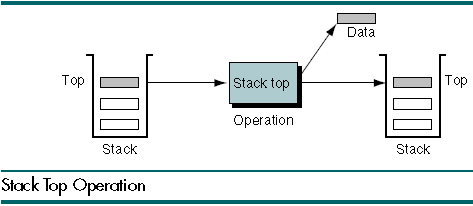 Data
Top
Stack top
Top
Operation
Stack
Stack
Stack Top Operation